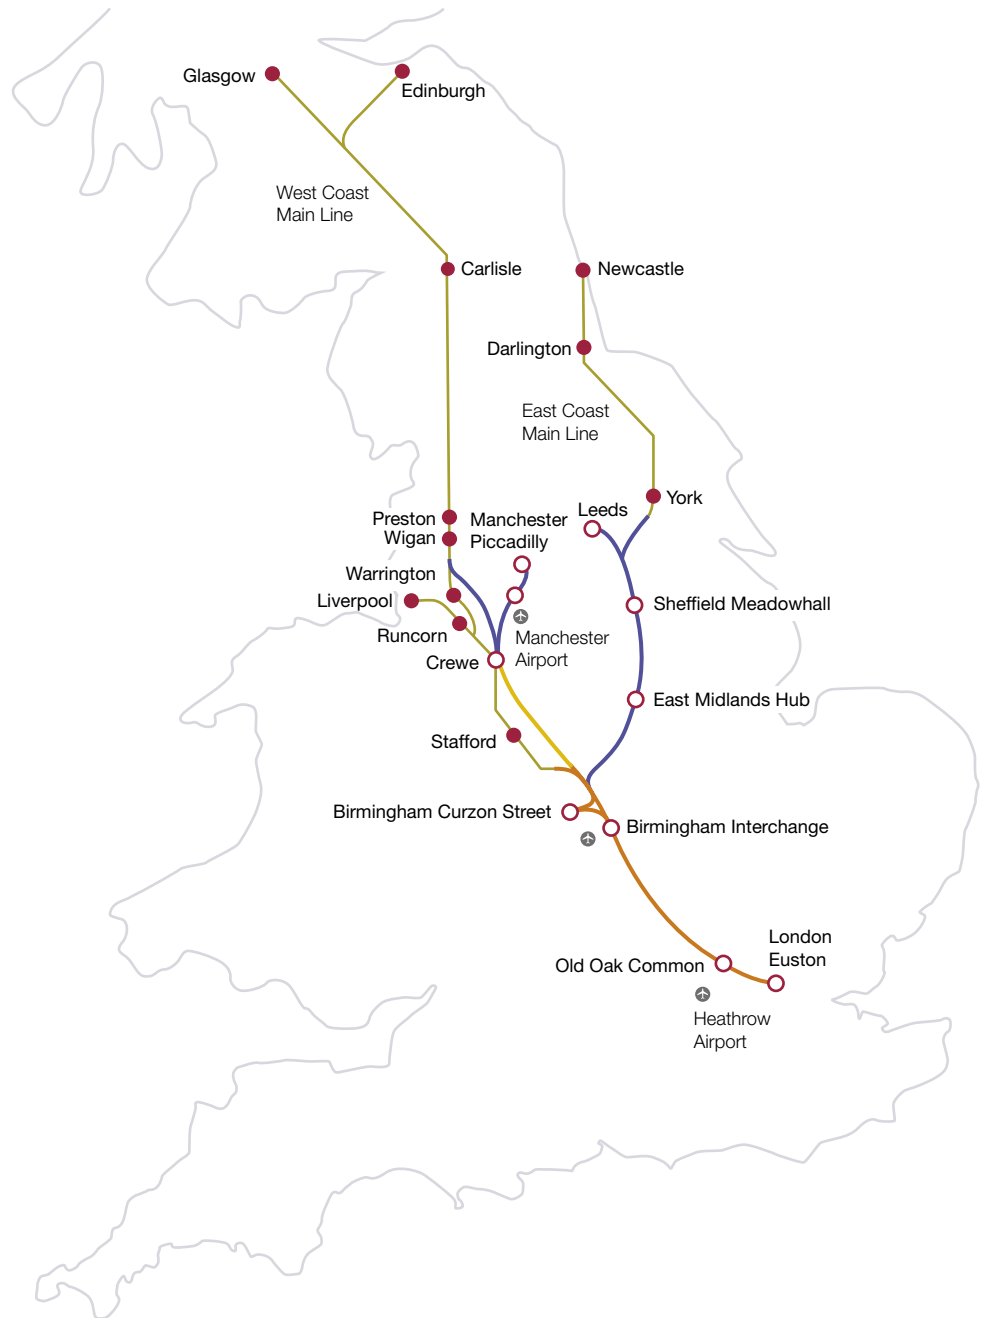 Glasgow
Edinburgh
West Coast
Main Line
Carlisle
Newcastle
Darlington
East Coast
Main Line
York
Leeds
Preston
Wigan
Manchester
Piccadilly
Warrington
Liverpool
Runcorn
Crewe
Manchester
Airport
Sheffield Meadowhall
East Midlands Hub
Stafford
Birmingham Curzon Street
Birmingham Interchange
Old Oak Common
London
Euston
Heathrow
Airport